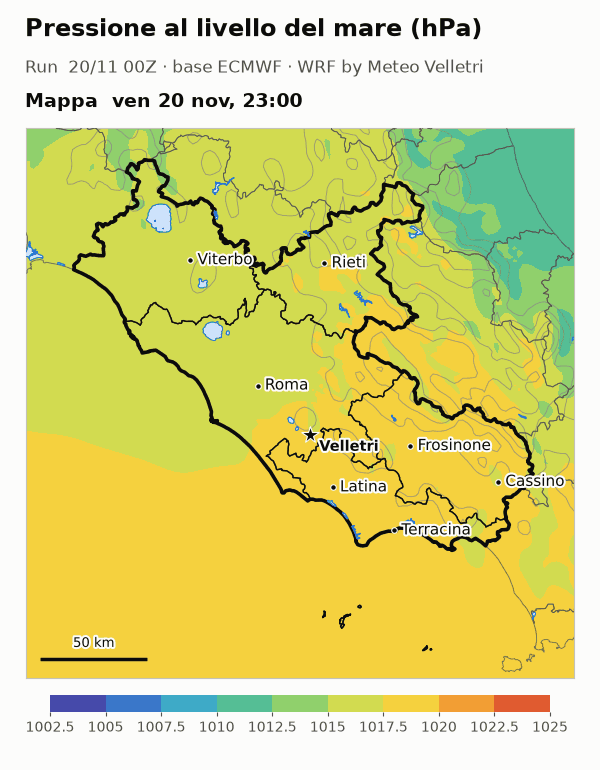 Pressione al livello del mare (hPa)
Run 20/11 00Z · base ECMWF · WRF by Meteo Velletri
Mappa ven 20 nov, 23:00
Viterbo
Rieti
Roma
Velletri
Frosinone
Cassino
Latina
Terracina
50 km
1002.5 1005 1007.5 1010 1012.5 1015 1017.5 1020 1022.5 1025